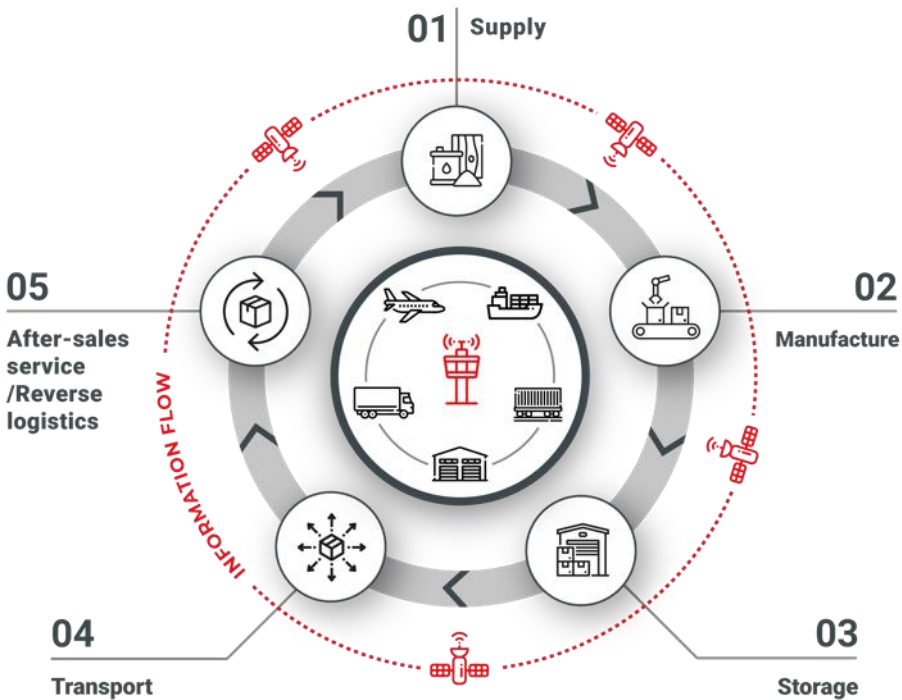 01
Supply
02
Manufacture
03
Storage
04
Transport
05
After-sales
service
/Reverse
logistics
INFORMATION FLOW